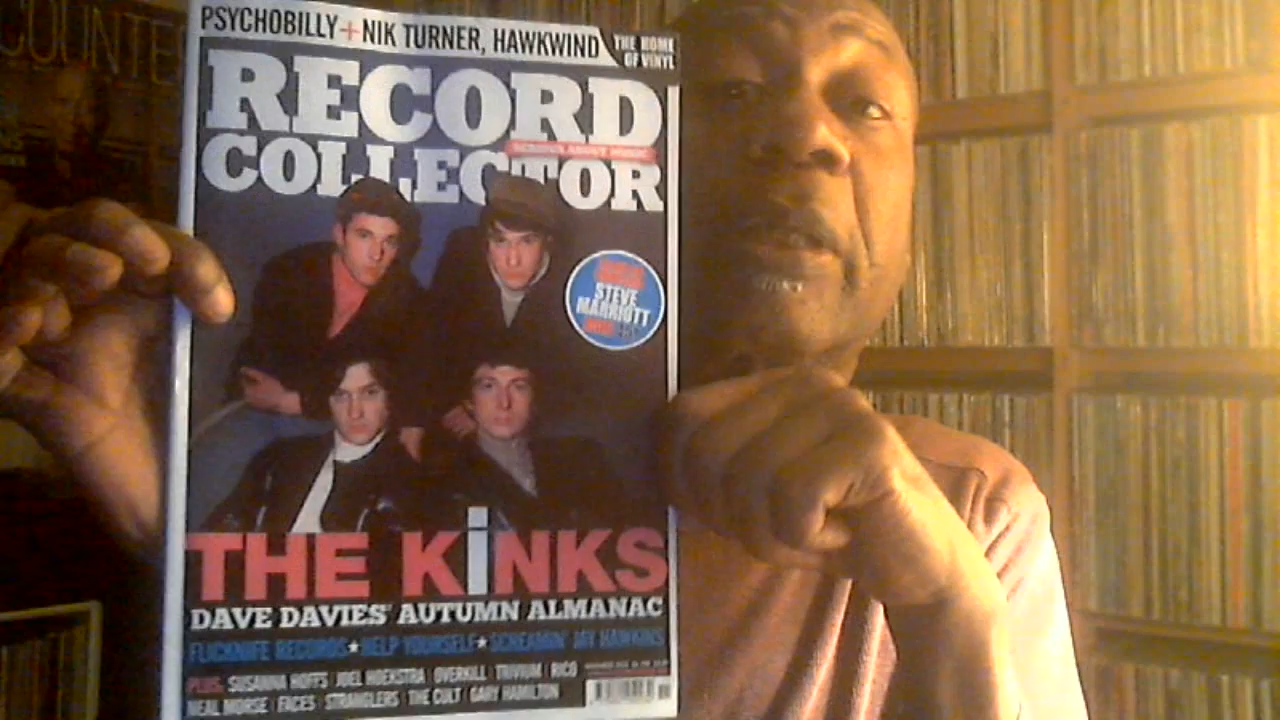 COUNTE
PSYCHOBILLY+NIK TURNER, HAWKWIND
THE HOME
OF VINYL
RECORD
SERIOUS ABOUT MUSIC
COLLECTOR
STEVE
MARRIOTT
THE KiNKS
DAVE DAVIES' AUTUMN ALMANAC
FLICKNIFE RECORDS★HELP YOURSELF★SCREAMIN' JAY HAWKINS
PLUS: SUSANNA HOFFS | JOEL HOEKSTRA | OVERKILL | TRIVIUM | RICO
NEAL MORSE | FACES | STRANGLERS | THE CULT | GARY HAMILTON